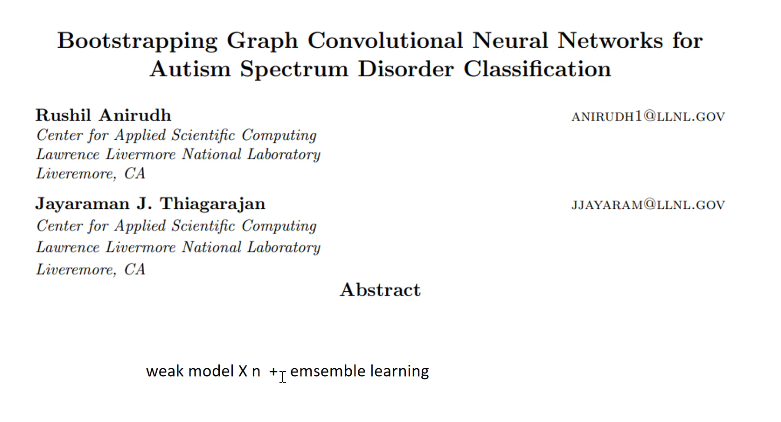 Bootstrapping Graph Convolutional Neural Networks for
Autism Spectrum Disorder Classification
Rushil Anirudh ANIRUDH1@LLNL.GOV
Center for Applied Scientific Computing
Lawrence Livermore National Laboratory
Liveremore, CA
Jayaraman J. Thiagarajan JJAYARAM@LLNL.GOV
Center for Applied Scientific Computing
Lawrence Livermore National Laboratory
Liveremore, CA
Abstract
weak model X n + emsemble learning